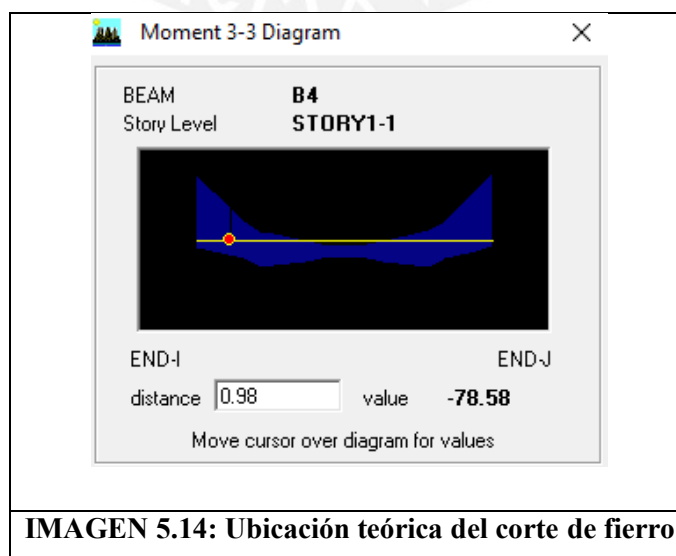 Moment 3-3 Diagram
BEAM B4
Story Level STORY1-1
END-I END-J
distance 0.98 value -78.58
Move cursor over diagram for values
IMAGEN 5.14: Ubicación teórica del corte de fierro